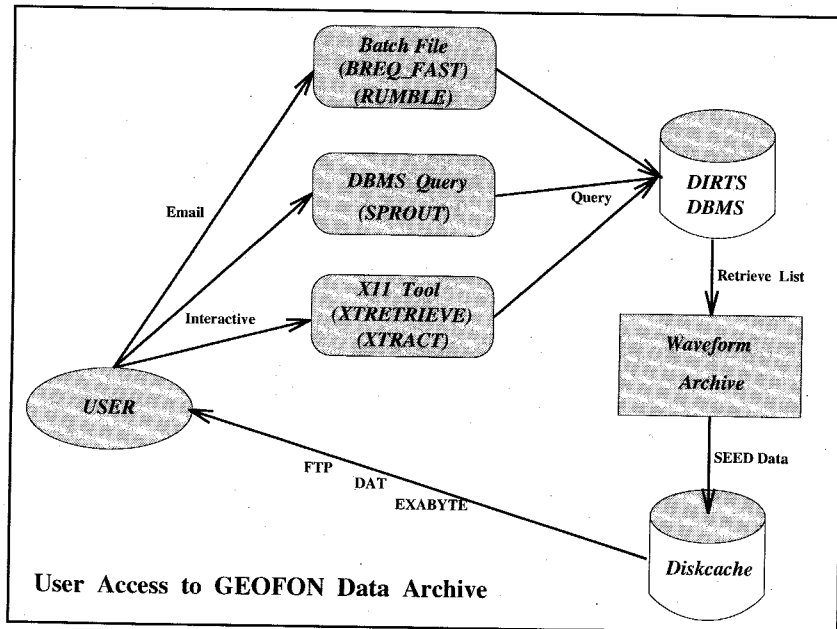 Batch File
(BREQ_FAST)
(RUMBLE)
DBMS Query
(SPROUT)
X11 Tool
(XTRETRIEVE)
(XTRACT)
Email
Interactive
Query
DIRTS
DBMS
Retrieve List
Waveform
Archive
SEED Data
Diskcache
USER
FTP
DAT
EXABYTE
User Access to GEOFON Data Archive